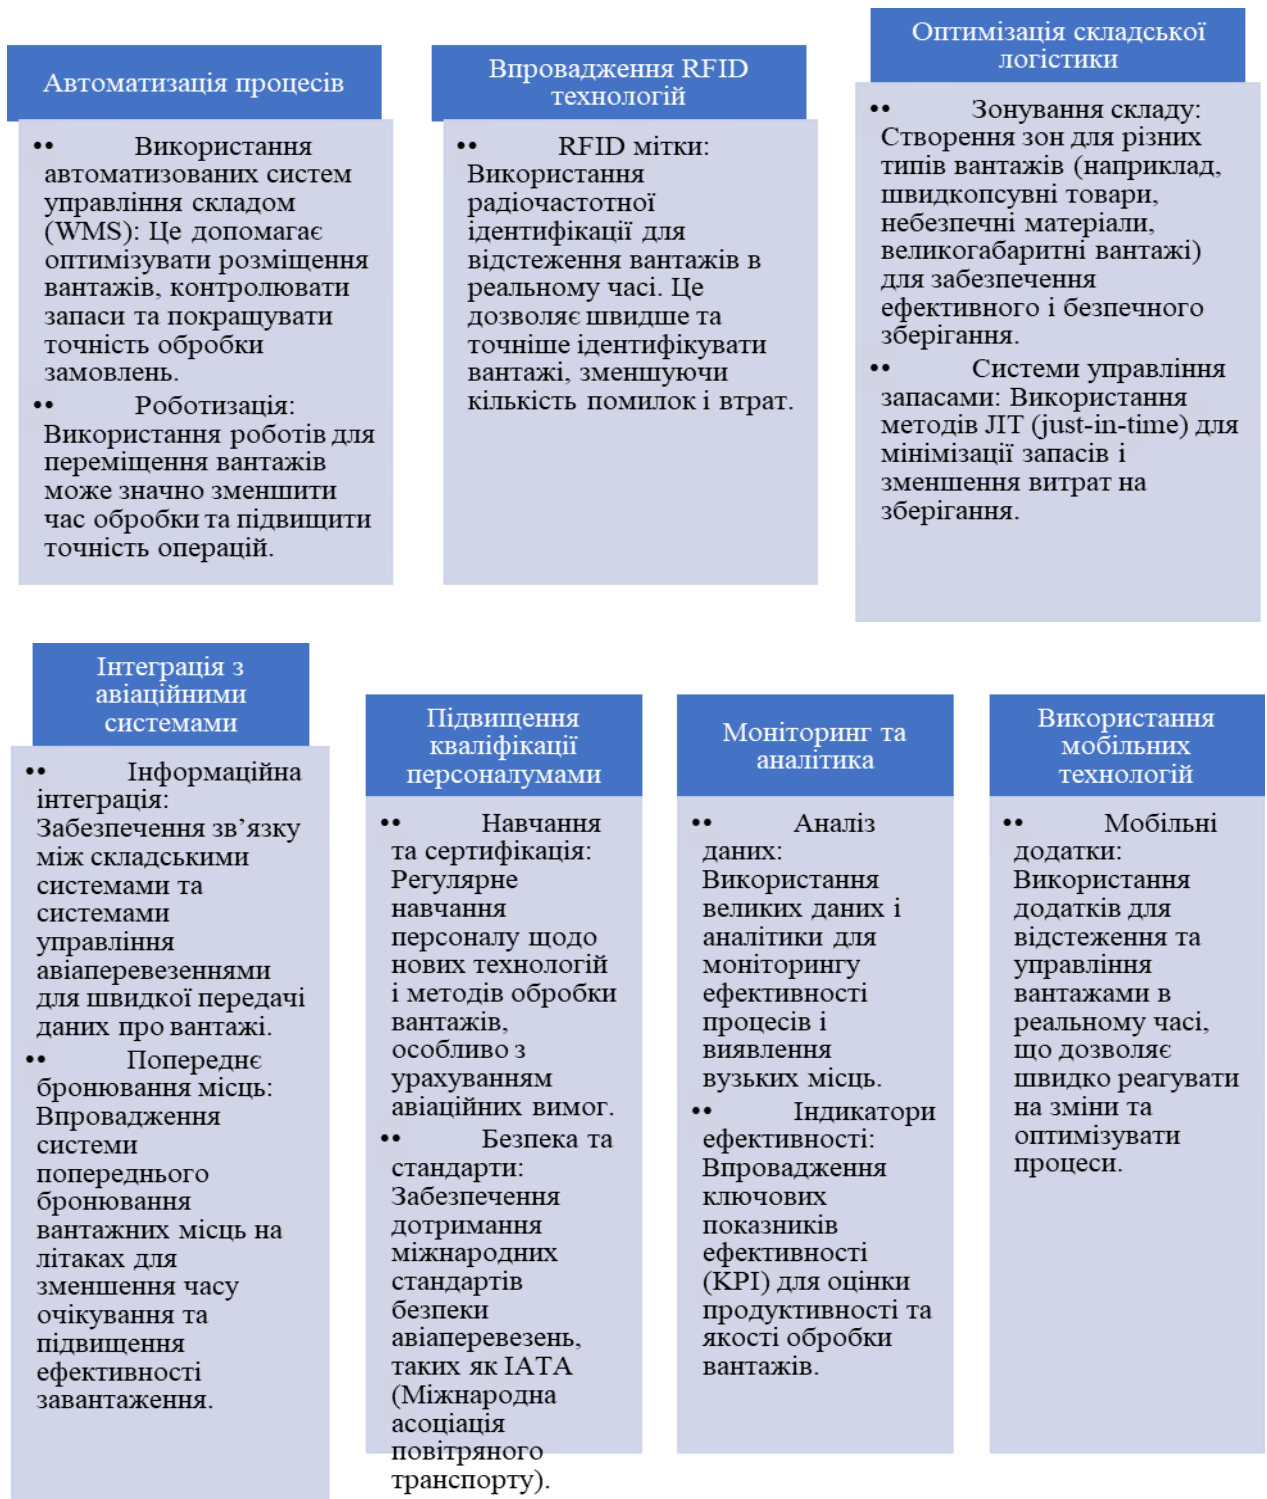 Автоматизація процесів
•• Використання
автоматизованих систем
управління складом
(WMS): Це допомагає
оптимізувати розміщення
вантажів, контролювати
запаси та покращувати
точність обробки
замовлень.
•• Роботизація:
Використання роботів для
переміщення вантажів
може значно зменшити
час обробки та підвищити
точність операцій.
Впровадження RFID
технологій
•• RFID мітки:
Використання
радіочастотної
ідентифікації для
відстеження вантажів в
реальному часі. Це
дозволяє швидше та
точніше ідентифікувати
вантажі, зменшуючи
кількість помилок і втрат.
Оптимізація складської
логістики
•• Зонування складу:
Створення зон для різних
типів вантажів (наприклад,
швидкопсувні товари,
небезпечні матеріали,
великогабаритні вантажі)
для забезпечення
ефективного і безпечного
зберігання.
•• Системи управління
запасами: Використання
методів ЛТ (just-in-time) для
мінімізації запасів і
зменшення витрат на
зберігання.
Інтеграція з
авіаційними
системами
•• Інформаційна
інтеграція:
Забезпечення зв’язку
між складськими
системами та
системами
управління
авіаперевезеннями
для швидкої передачі
даних про вантажі.
•• Попереднє
бронювання місць:
Впровадження
системи
попереднього
бронювання
вантажних місць на
літаках для
зменшення часу
очікування та
підвищення
ефективності
завантаження.
Підвищення
кваліфікації
персоналумами
•• Навчання
та сертифікація:
Регулярне
навчання
персоналу щодо
нових технологій
і методів обробки
вантажів,
особливо з
урахуванням
авіаційних вимог.
•• Безпека та
стандарти:
Забезпечення
дотримання
міжнародних
стандартів
безпеки
авіаперевезень,
таких як IATA
(Міжнародна
асоціація
повітряного
транспорту).
Моніторинг та
аналітика
•• Аналіз
даних:
Використання
великих даних і
аналітики для
моніторингу
ефективності
процесів і
виявлення
вузьких місць.
•• Індикатори
ефективності:
Впровадження
ключових
показників
ефективності
(KPI) для оцінки
продуктивності та
якості обробки
вантажів.
Використання
мобільних
технологій
•• Мобільні
додатки:
Використання
додатків для
відстеження та
управління
вантажами в
реальному часі,
що дозволяє
швидко реагувати
на зміни та
оптимізувати
процеси.